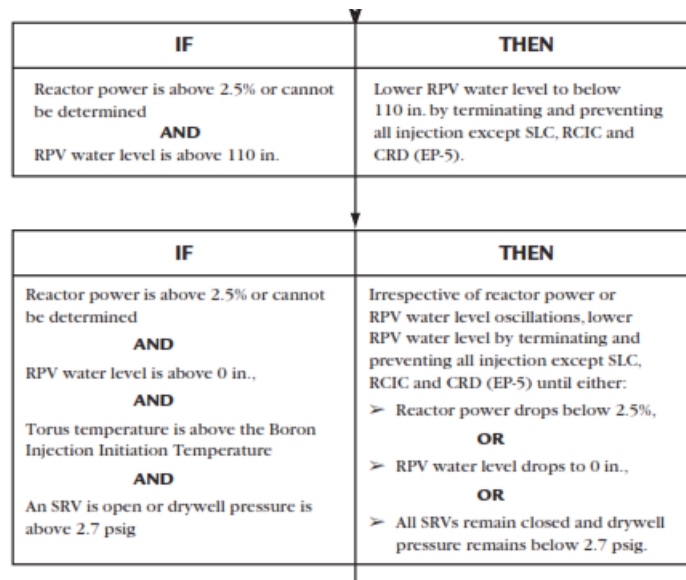 IF
THEN
Reactor power is above 2.5% or cannot
be determined
AND
RPV water level is above 110 in.
Lower RPV water level to below
110 in. by terminating and preventing
all injection except SLC, RCIC and
CRD (EP-5).
IF
THEN
Reactor power is above 2.5% or cannot
be determined
AND
RPV water level is above 0 in.,
AND
Torus temperature is above the Boron
Injection Initiation Temperature
AND
An SRV is open or drywell pressure is
above 2.7 psig
Irrespective of reactor power or
RPV water level oscillations, lower
RPV water level by terminating and
preventing all injection except SLC,
RCIC and CRD (EP-5) until either:
➢ Reactor power drops below 2.5%,
OR
➢ RPV water level drops to 0 in.,
OR
➢ All SRVs remain closed and drywell
pressure remains below 2.7 psig.